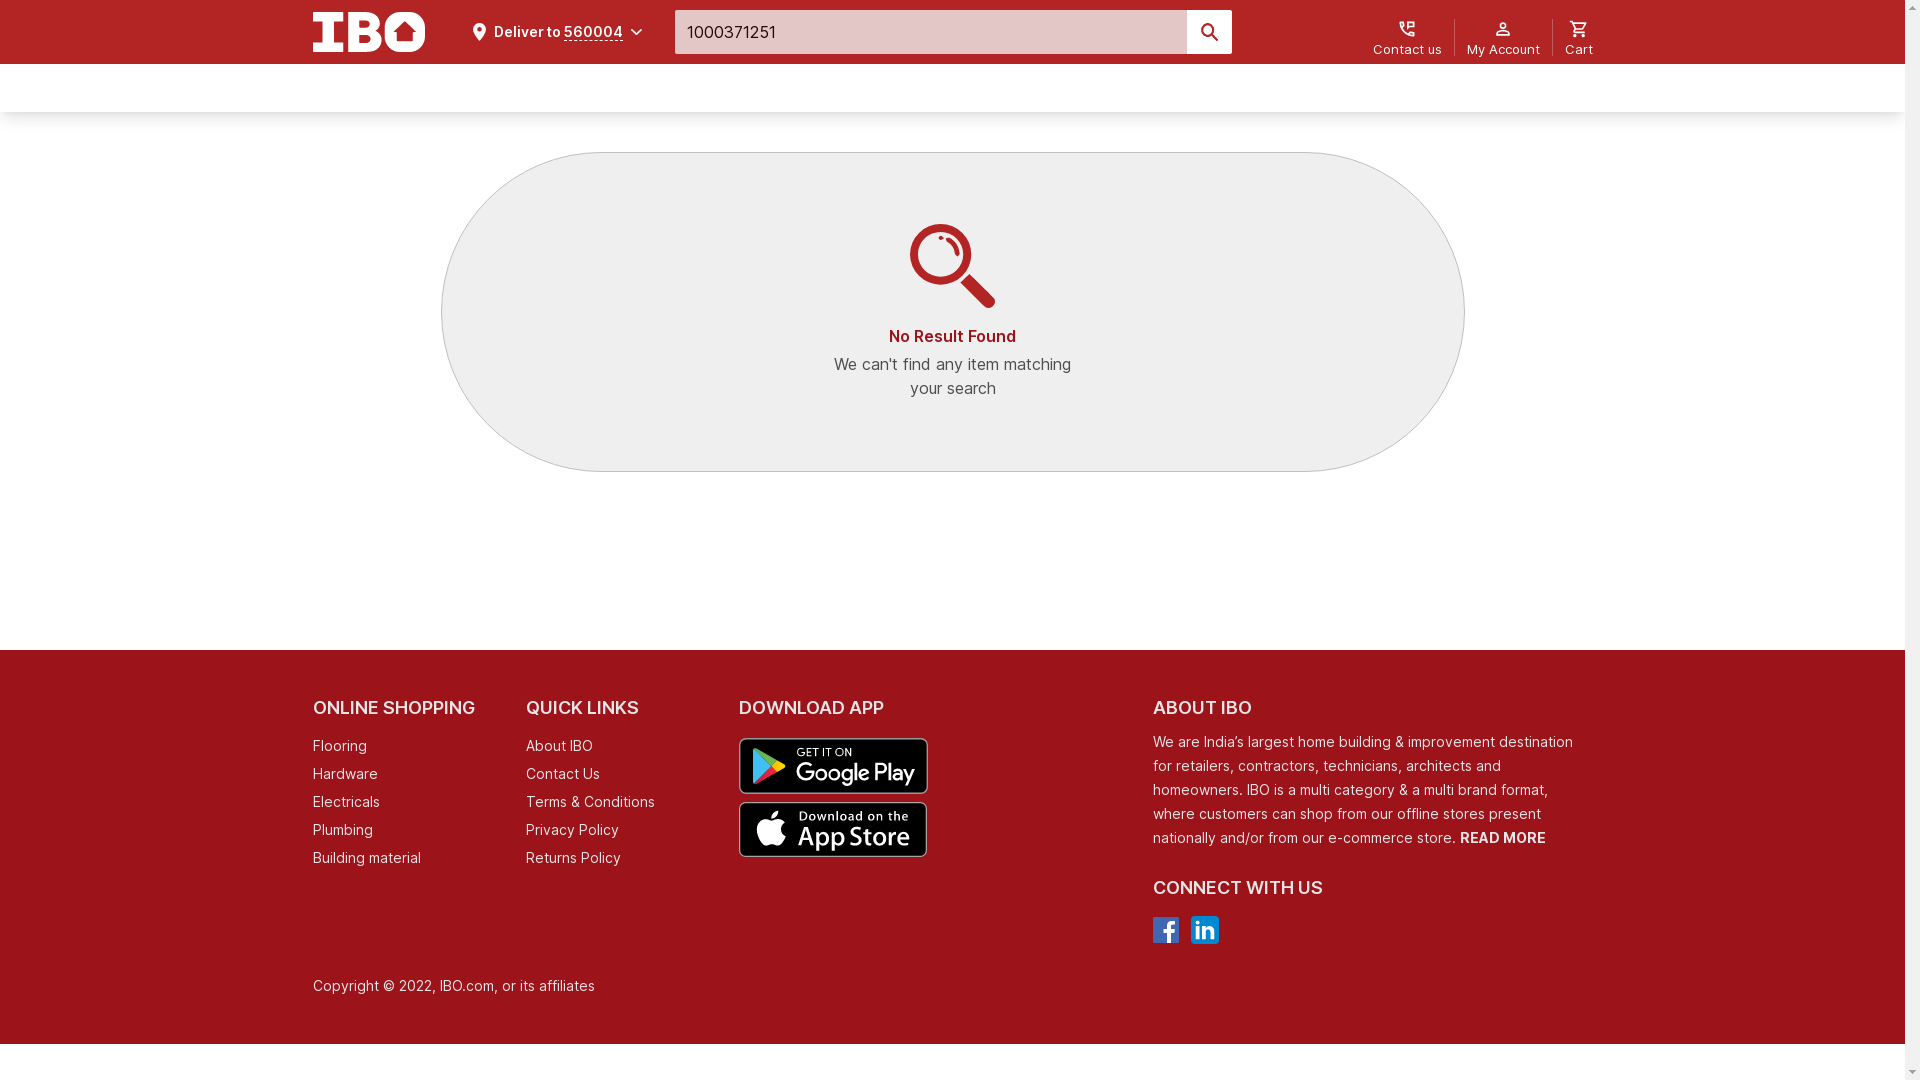 IBO
Deliver to 560004
1000371251
Contact us
My Account
Cart
No Result Found
We can't find any item matching
your search
ONLINE SHOPPING
Flooring
Hardware
Electricals
Plumbing
Building material
QUICK LINKS
About IBO
Contact Us
Terms & Conditions
Privacy Policy
Returns Policy
DOWNLOAD APP
GET IT ON
Google Play
Download on the
App Store
ABOUT IBO
We are India’s largest home building & improvement destination
for retailers, contractors, technicians, architects and
homeowners. IBO is a multi category & a multi brand format,
where customers can shop from our offline stores present
nationally and/or from our e-commerce store. READ MORE
CONNECT WITH US
f
in
Copyright © 2022, IBO.com, or its affiliates